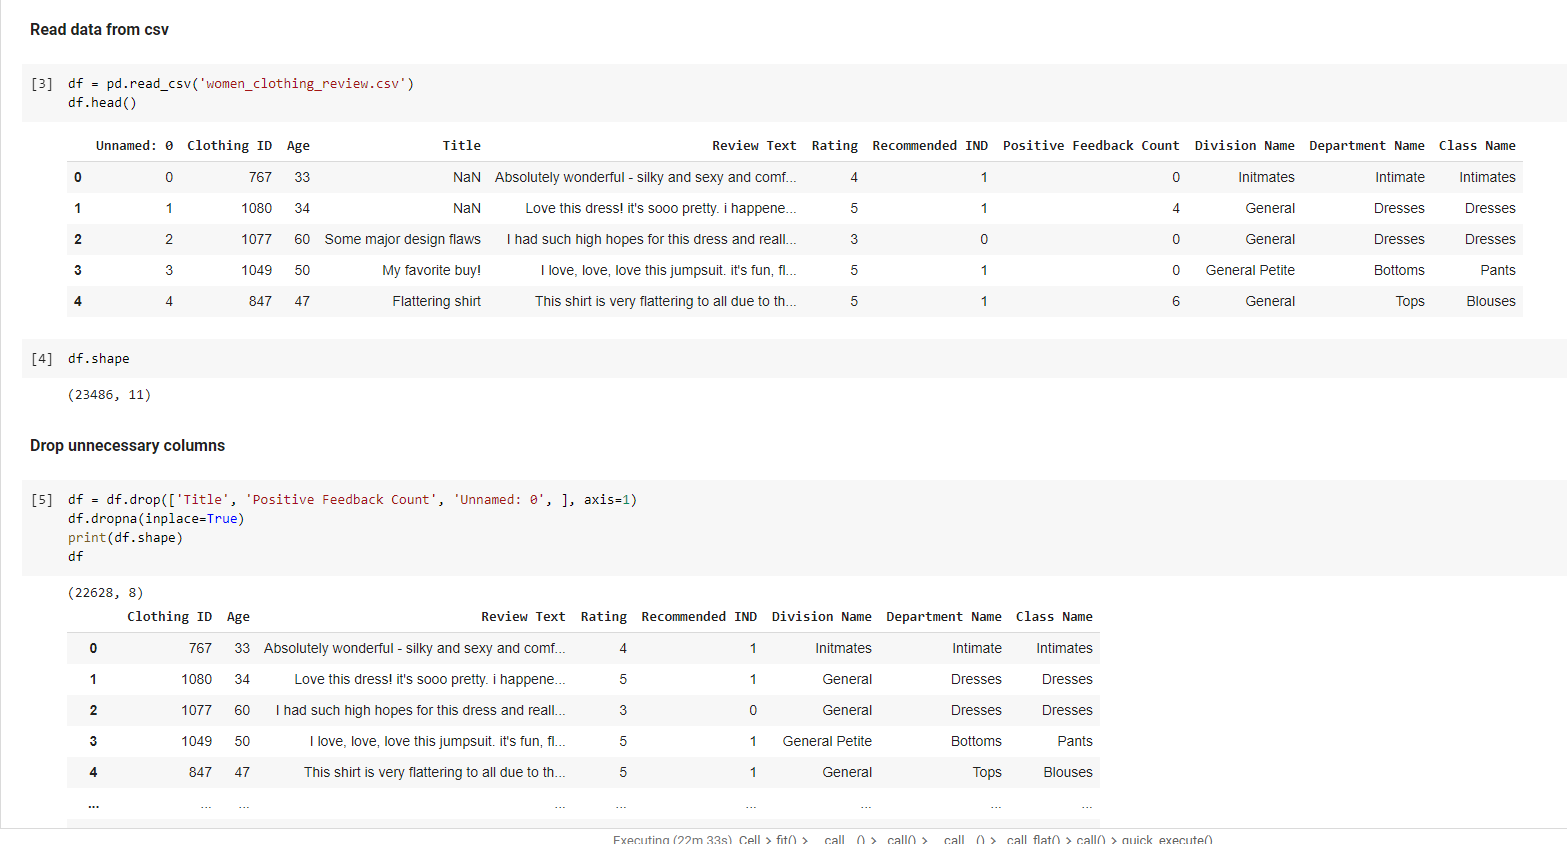 Read data from csv
[3] df = pd.read_csv('women_clothing_review.csv')
df.head()
Unnamed: 0 Clothing ID Age Title Review Text Rating Recommended IND Positive Feedback Count Division Name Department Name Class Name
0 0 767 33 NaN Absolutely wonderful - silky and sexy and comf... 4 1 0 Initmates Intimate Intimates
1 1 1080 34 NaN Love this dress! it's sooo pretty. i happene... 5 1 4 General Dresses Dresses
2 2 1077 60 Some major design flaws I had such high hopes for this dress and reall... 3 0 0 General Dresses Dresses
3 3 1049 50 My favorite buy! I love, love, love this jumpsuit. it's fun, fl... 5 1 0 General Petite Bottoms Pants
4 4 847 47 Flattering shirt This shirt is very flattering to all due to th... 5 1 6 General Tops Blouses
[4] df.shape
(23486, 11)
Drop unnecessary columns
[5] df = df.drop(['Title', 'Positive Feedback Count', 'Unnamed: 0', ], axis=1)
df.dropna(inplace=True)
print(df.shape)
df
(22628, 8)
Clothing ID Age Review Text Rating Recommended IND Division Name Department Name Class Name
0 767 33 Absolutely wonderful - silky and sexy and comf... 4 1 Initmates Intimate Intimates
1 1080 34 Love this dress! it's sooo pretty. i happene... 5 1 General Dresses Dresses
2 1077 60 I had such high hopes for this dress and reall... 3 0 General Dresses Dresses
3 1049 50 I love, love, love this jumpsuit. it's fun, fl... 5 1 General Petite Bottoms Pants
4 847 47 This shirt is very flattering to all due to th... 5 1 General Tops Blouses
... ... ... ... ... ... ... ... ...
Executing (22m 33s) Cell > fit() > __call__() > _call() > __call__() > _call_flat() > call() > quick_execute()